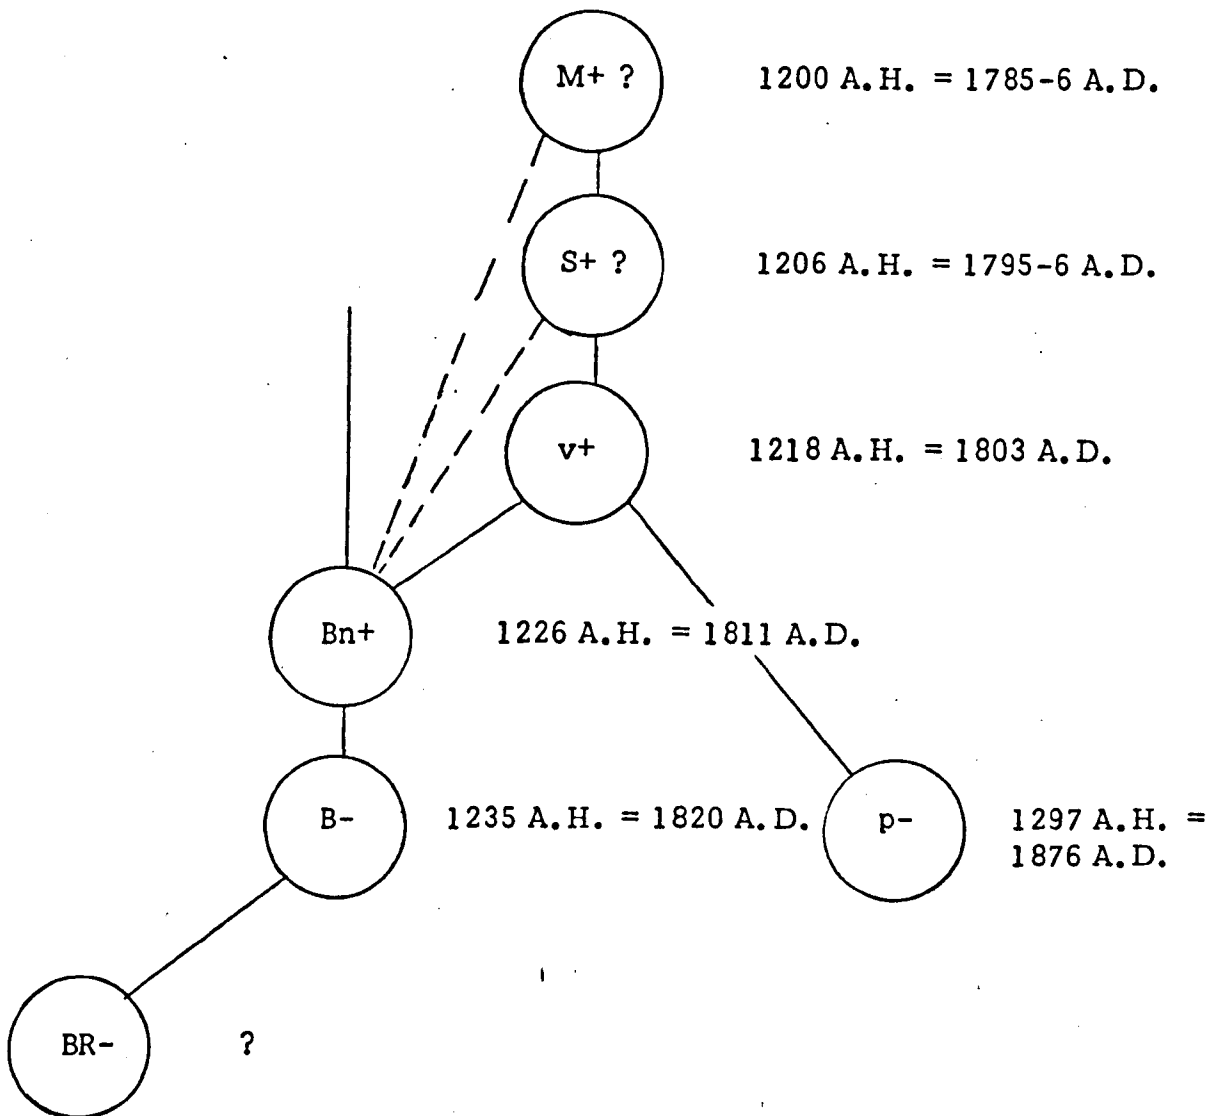 M+ ? 1200 A.H. = 1785-6 A.D.
S+ ? 1206 A.H. = 1795-6 A.D.
v+ 1218 A.H. = 1803 A.D.
Bn+ 1226 A.H. = 1811 A.D.
B- 1235 A.H. = 1820 A.D. p- 1297 A.H. =
1876 A.D.
BR- ?